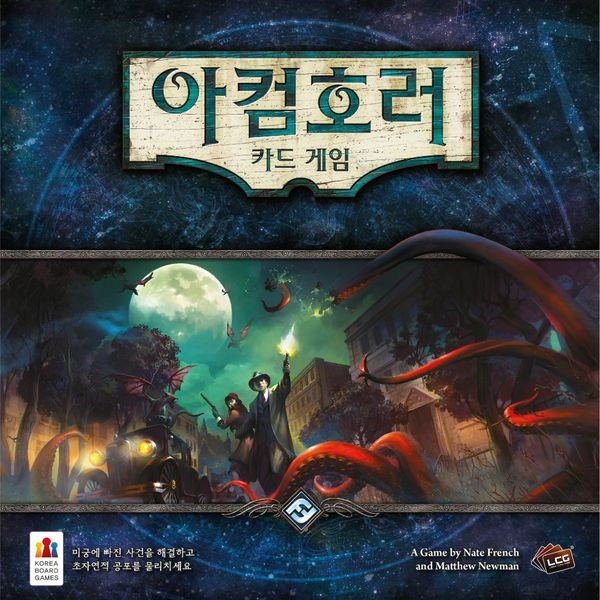 아컴호러
카드 게임
KOREA
BOARD
GAMES
미궁에 빠진 사건을 해결하고
초자연적 공포를 물리치세요
A Game by Nate French
and Matthew Newman
LCG